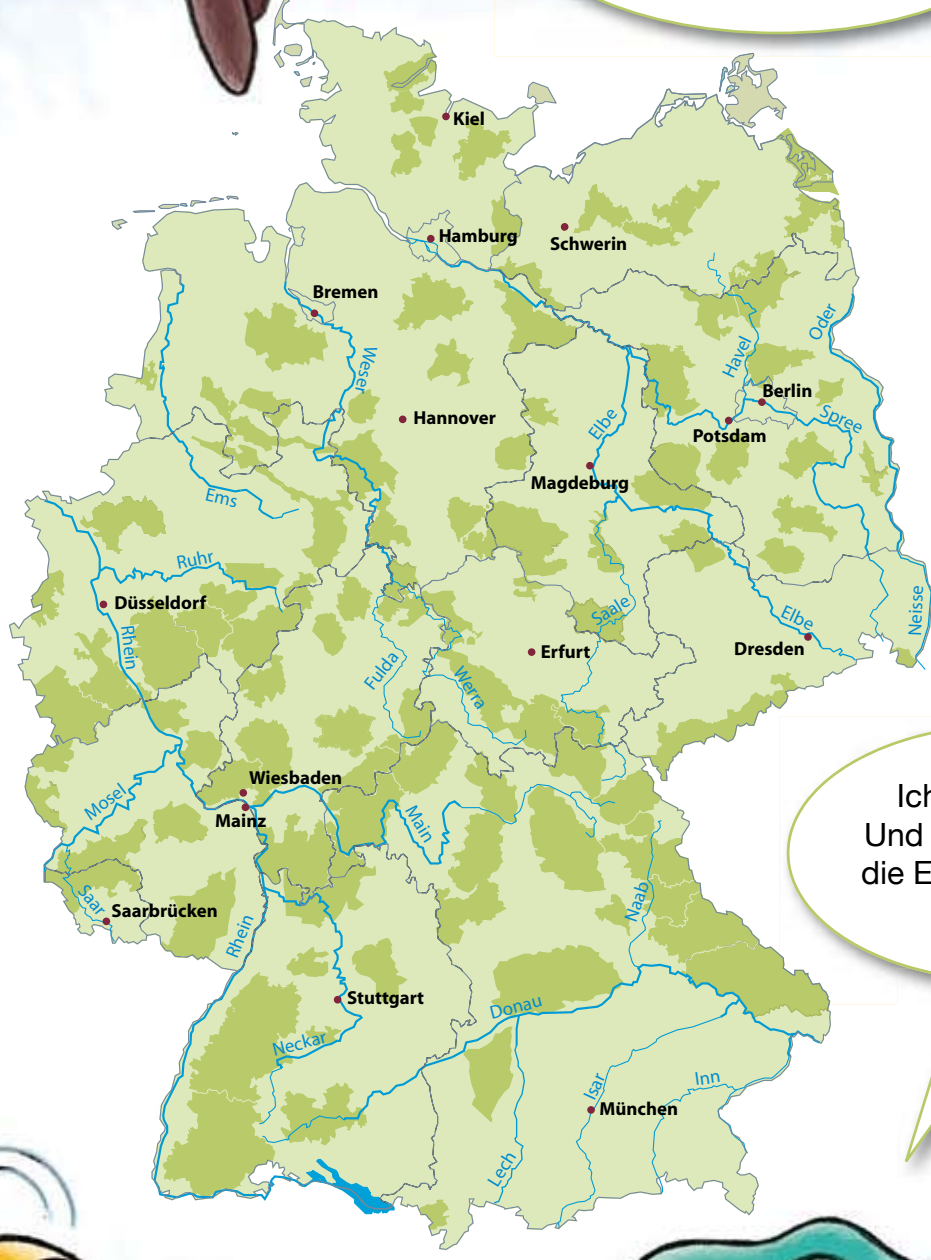 Kiel
Hamburg
Schwerin
Bremen
Weser
Havel
Oder
Berlin
Hannover
Elbe
Potsdam
Spree
Magdeburg
Ems
Ruhr
Düsseldorf
Rhein
Saale
Elbe
Neisse
Erfurt
Dresden
Fulda
Werra
Wiesbaden
Mosel
Mainz
Main
Ich
Und
die E
Saar
Saarbrücken
Rhein
Naab
Stuttgart
Donau
Neckar
Isar
Inn
München
Lech